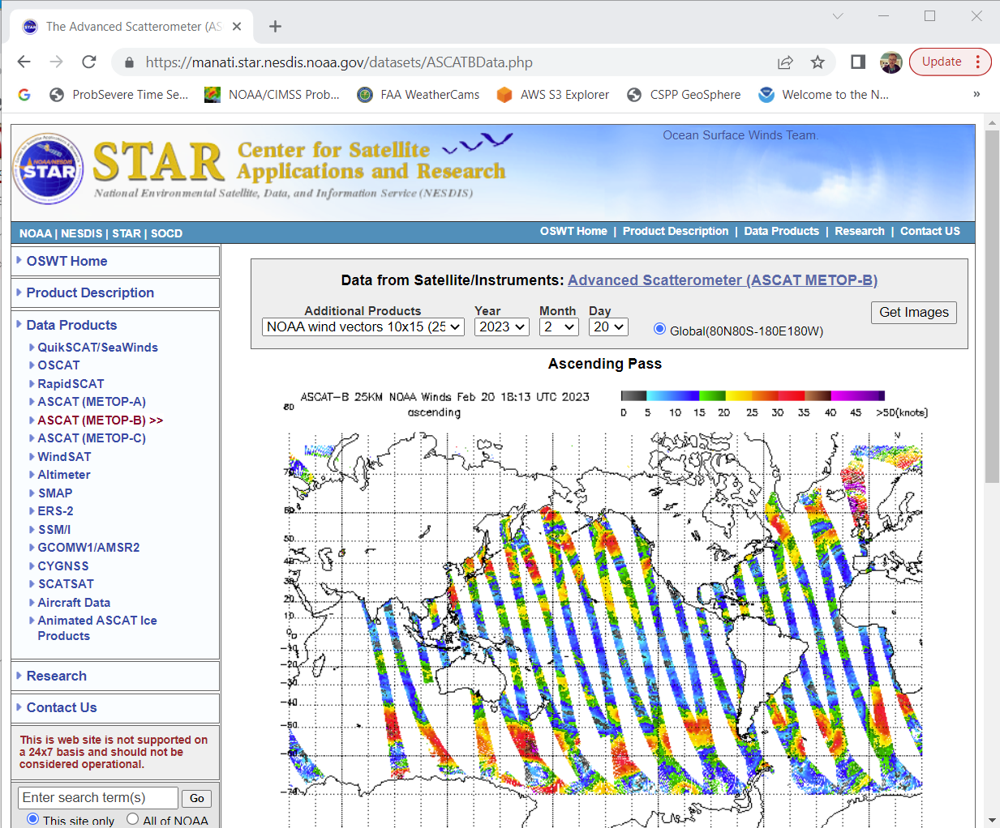 The Advanced Scatterometer (AS
https://manati.star.nesdis.noaa.gov/datasets/ASCATBData.php
Update
ProbSevere Time Se...
NOAA/CIMSS Prob...
FAA WeatherCams
AWS S3 Explorer
CSPP GeoSphere
Welcome to the N...
»
Ocean Surface Winds Team.
NOAA/NESDIS
STAR
STAR
Center for Satellite
Applications and Research
National Environmental Satellite, Data, and Information Service (NESDIS)
NOAA | NESDIS | STAR | SOCD
OSWT Home | Product Description | Data Products | Research | Contact US
OSWT Home
Product Description
Data Products
QuikSCAT/SeaWinds
OSCAT
RapidSCAT
ASCAT (METOP-A)
ASCAT (METOP-B) >>
ASCAT (METOP-C)
WindSAT
Altimeter
SMAP
ERS-2
SSM/I
GCOMW1/AMSR2
CYGNSS
SCATSAT
Aircraft Data
Animated ASCAT Ice
Products
Research
Contact Us
This is web site is not supported on
a 24x7 basis and should not be
considered operational.
Enter search term(s)
Go
This site only
All of NOAA
Data from Satellite/Instruments: Advanced Scatterometer (ASCAT METOP-B)
Additional Products Year Month Day
NOAA wind vectors 10x15 (25 2023 2 20
Global(80N80S-180E180W)
Get Images
Ascending Pass
ASCAT-B 25KM NOAA Winds Feb 20 18:13 UTC 2023
ascending
0 5 10 15 20 25 30 35 40 45 >50(knots)
80
70
60
50
40
30
20
10
0
-10
-20
-30
-40
-50
-60
-70